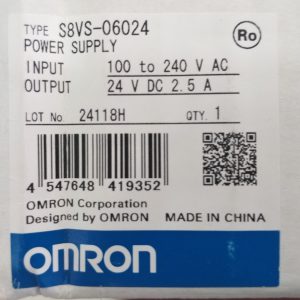 TYPE S8VS-06024
POWER SUPPLY
Ro
INPUT 100 to 240 V AC
OUTPUT 24 V DC 2.5 A
LOT No 24118H QTY. 1
4 547648 419352
OMRON Corporation
Designed by OMRON MADE IN CHINA
OMRON